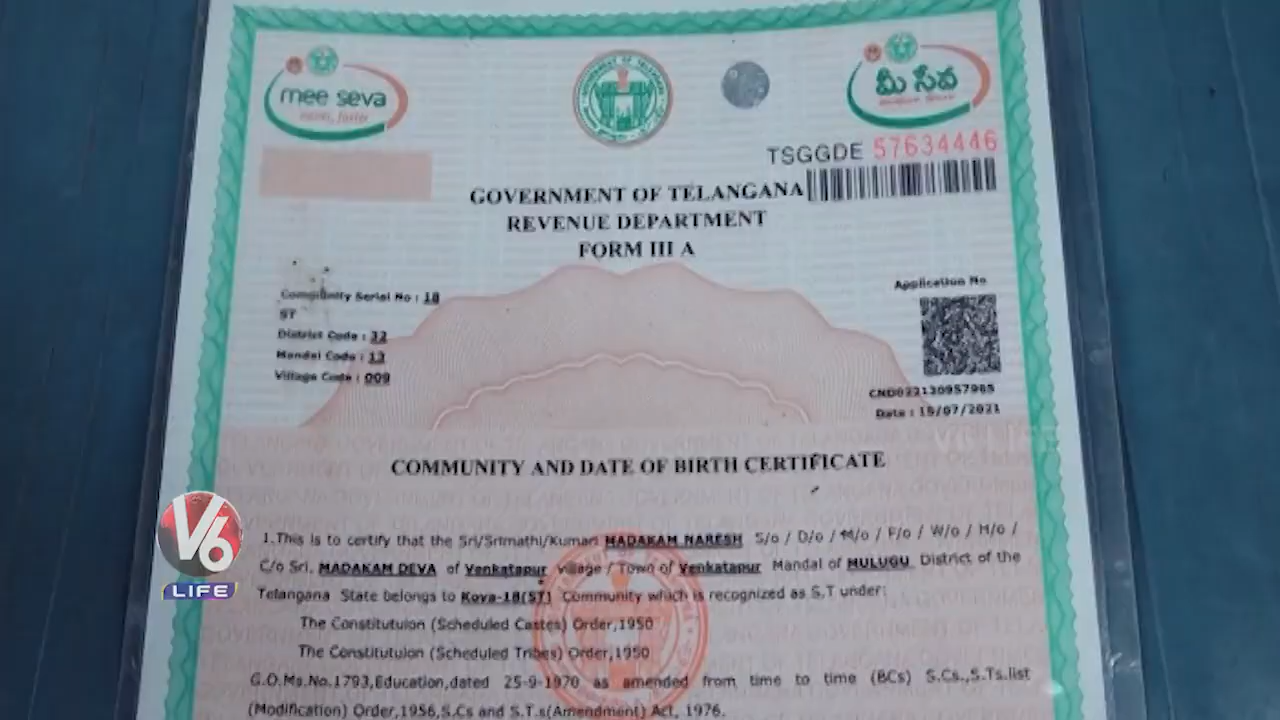 mee seva
మీ సేవ
GOVERNMENT OF TELANGANA
TSGGDE 57634446
GOVERNMENT OF TELANGANA
REVENUE DEPARTMENT
FORM III A
Community Serial No : 18
ST
District Code : 32
Mandal Code : 13
Village Code : 009
Application No
CND022130957985
Date : 15/07/2021
COMMUNITY AND DATE OF BIRTH CERTIFICATE
1.This is to certify that the Sri/Srimathi/Kumari MADAKAM NARESH S/o / D/o / M/o / F/o / W/o / H/o /
C/o Sri. MADAKAM DEVA of Venkatapur village / Town of Venkatapur Mandal of MULUGU District of the
Telangana State belongs to Koya-18(ST) Community which is recognized as S.T under:
The Constitutuion (Scheduled Castes) Order,1950
The Constitutuion (Scheduled Tribes) Order,1950
G.O.Ms.No.1793,Education,dated 25-9-1970 as amended from time to time (BCs) S.Cs.,S.Ts.list
(Modification) Order,1956,S.Cs and S.T.s(Amendment) Act, 1976.
V6
LIFE